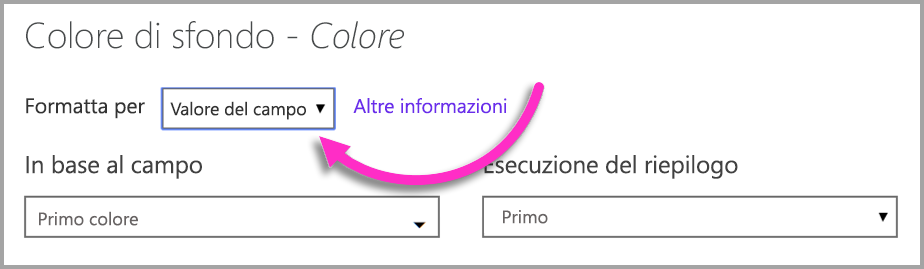 Colore di sfondo - Colore
Formatta per Valore del campo Altre informazioni
In base al campo Esecuzione del riepilogo
Primo colore Primo